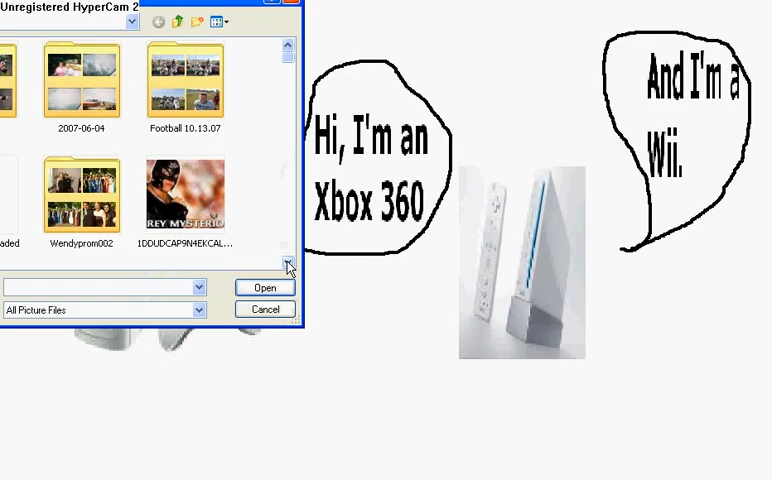 Unregistered HyperCam 2
2007-06-04
Football 10.13.07
REY MYSTERIO
aded
Wendyprom002
1DDUDCAP9N4EKCAL...
Open
All Picture Files
Cancel
Hi, I'm an
Xbox 360
And I'm a
Wii.